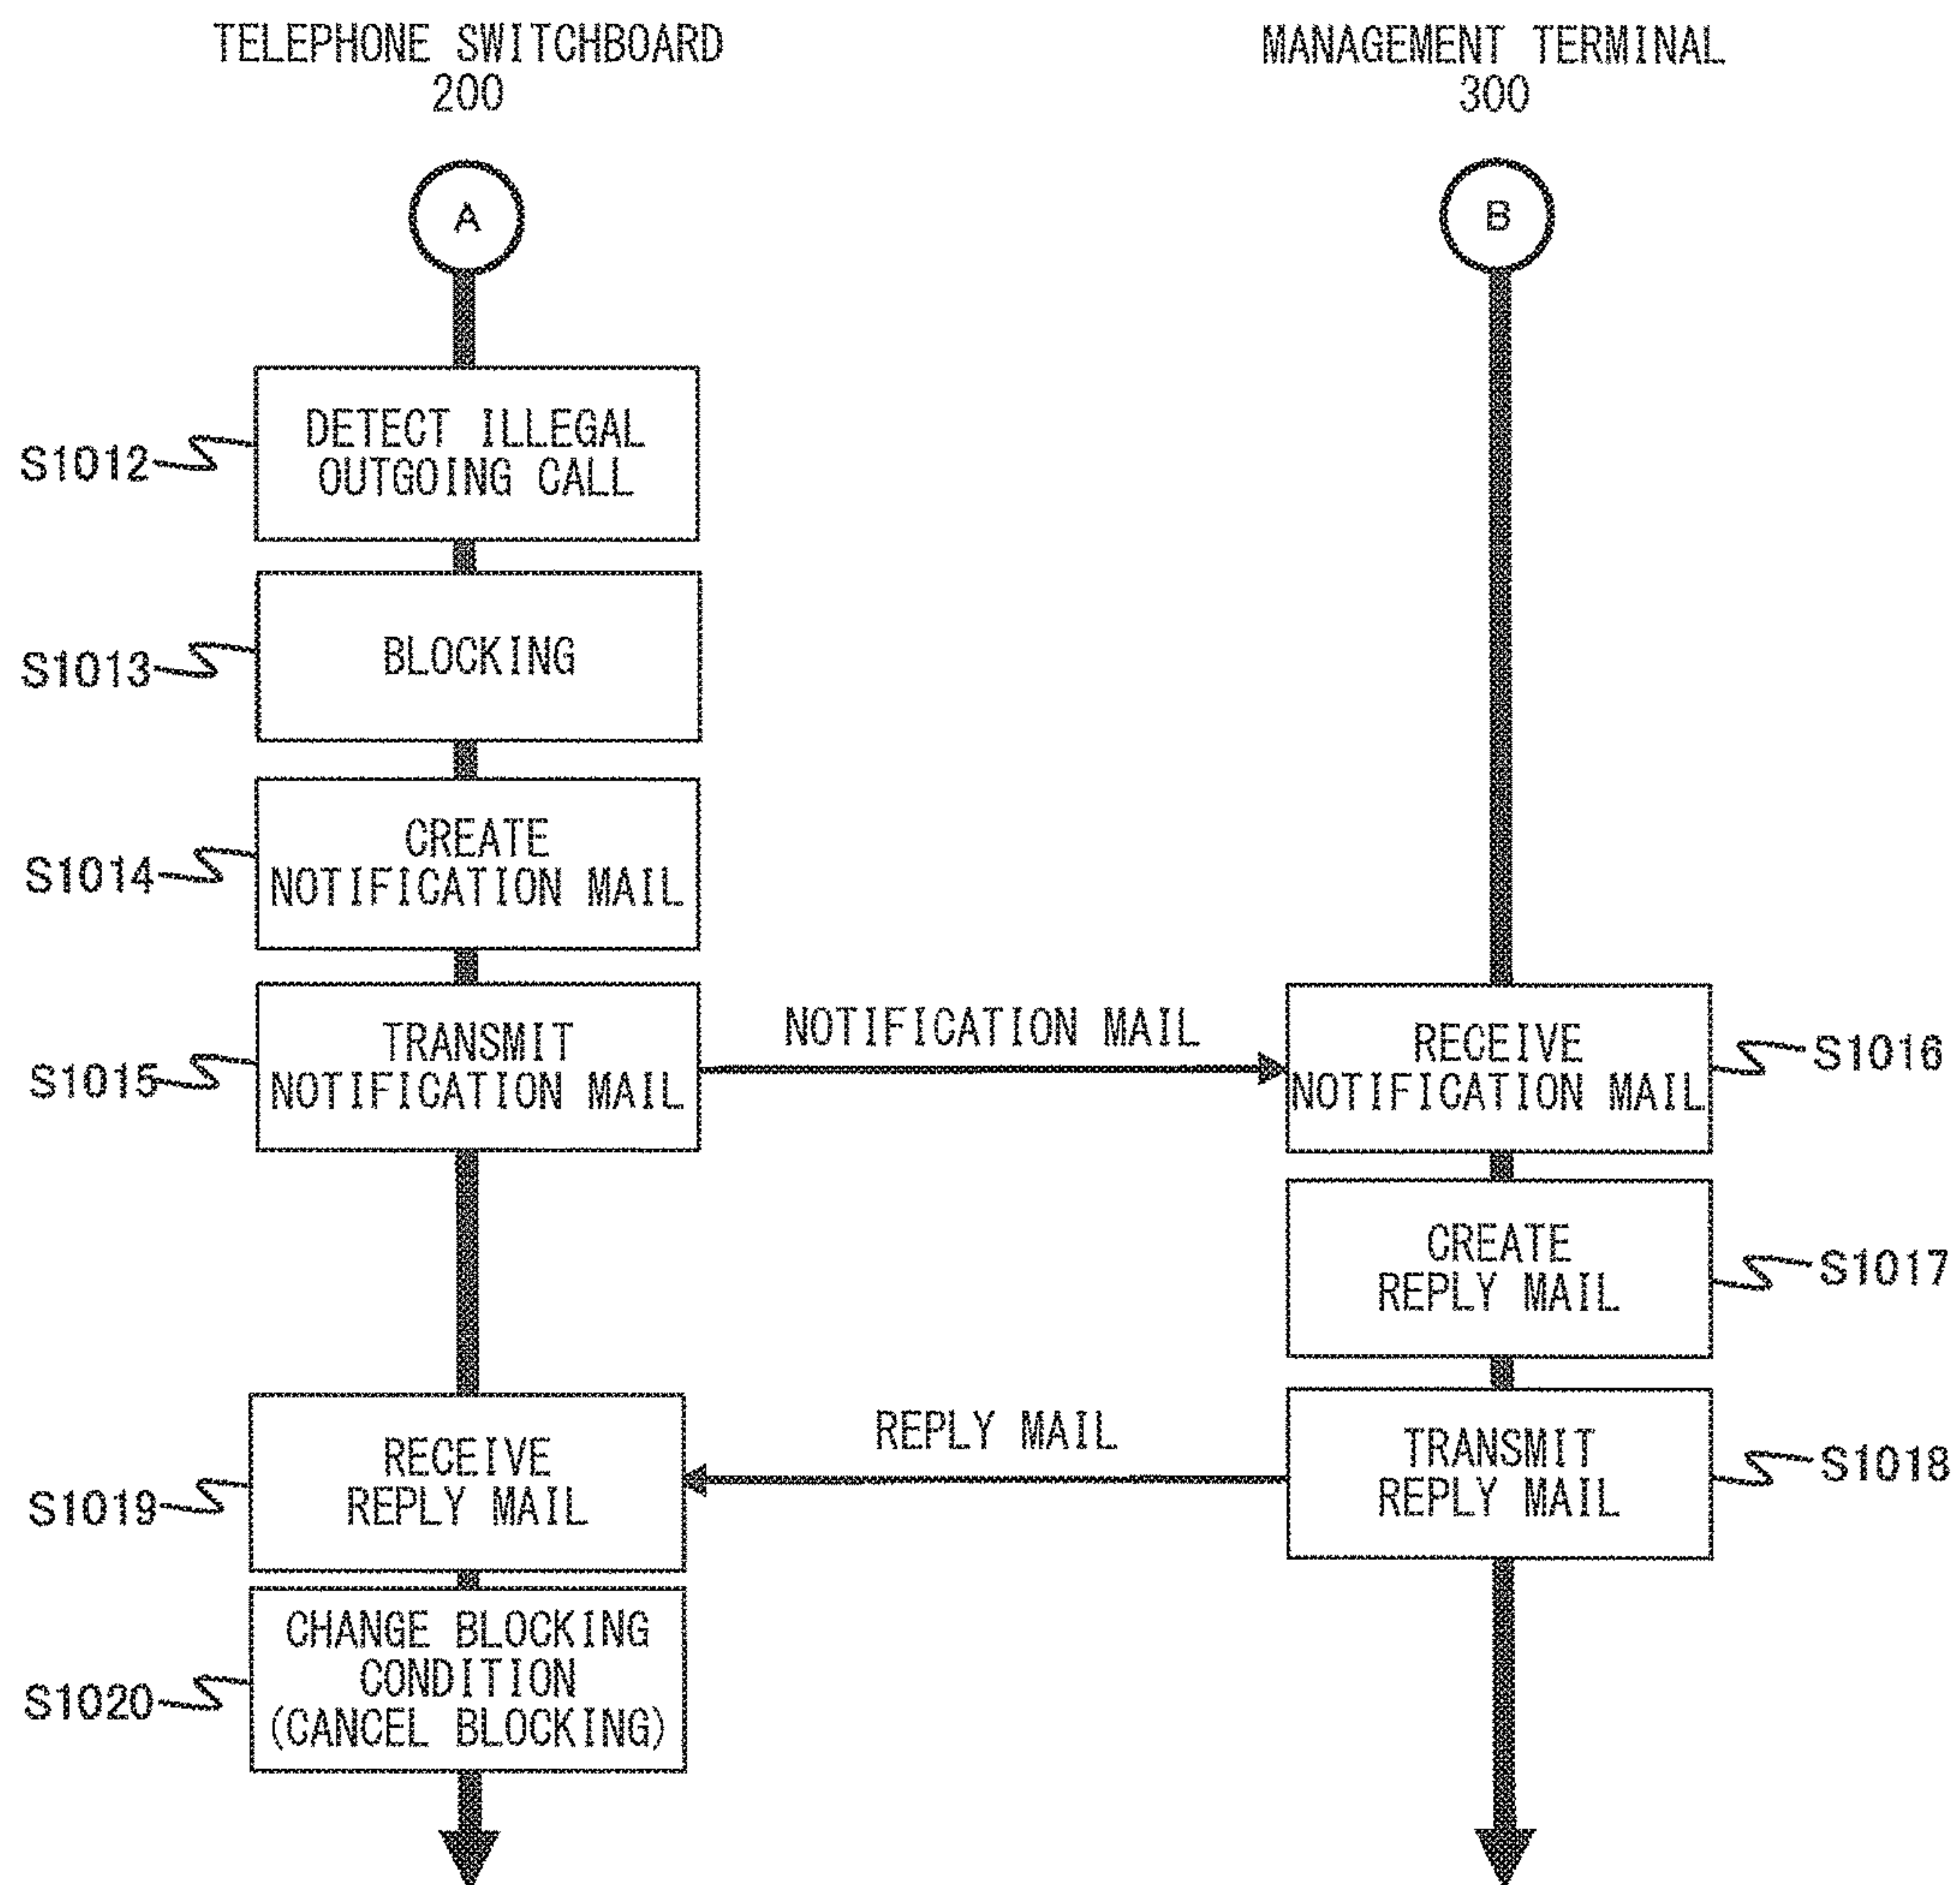 TELEPHONE SWITCHBOARD
200
MANAGEMENT TERMINAL
300
A
B
S1012
DETECT ILLEGAL
OUTGOING CALL
S1013
BLOCKING
S1014
CREATE
NOTIFICATION MAIL
S1015
TRANSMIT
NOTIFICATION MAIL
NOTIFICATION MAIL
RECEIVE
NOTIFICATION MAIL
S1016
CREATE
REPLY MAIL
S1017
TRANSMIT
REPLY MAIL
S1018
REPLY MAIL
S1019
RECEIVE
REPLY MAIL
S1020
CHANGE BLOCKING
CONDITION
(CANCEL BLOCKING)